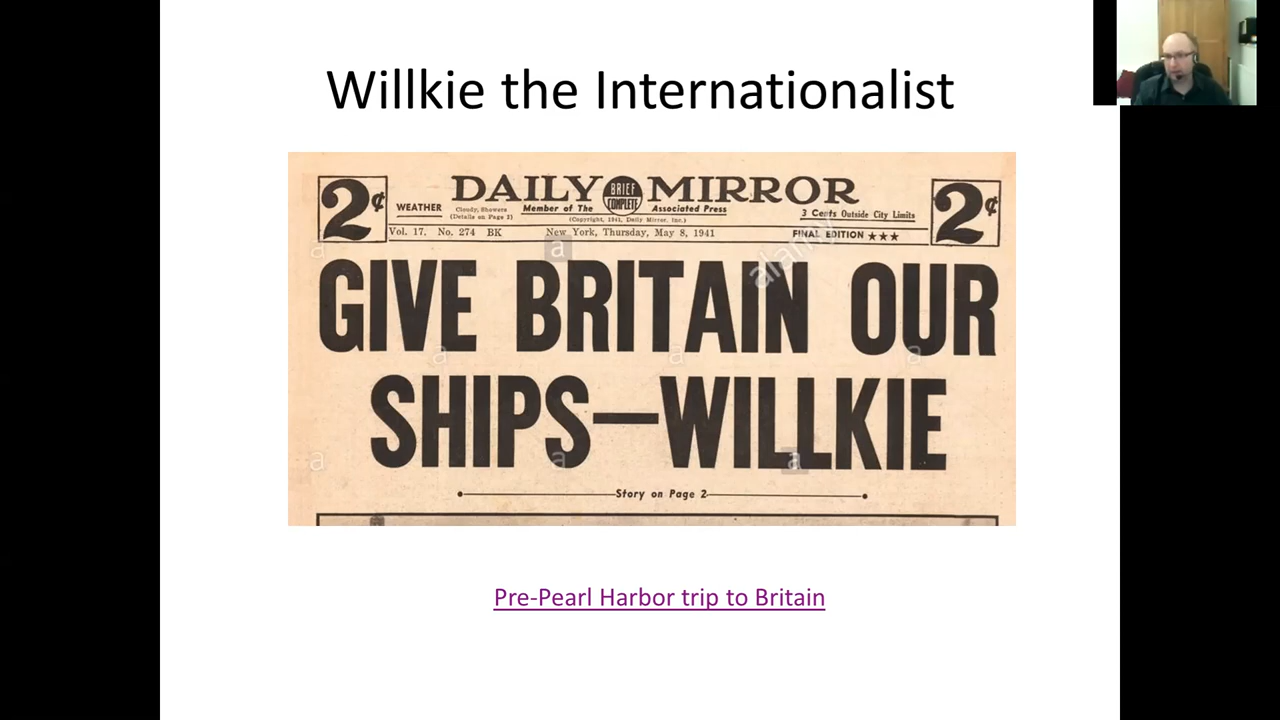 Willkie the Internationalist
2¢
DAILY BRIEF COMPLETE MIRROR
2¢
WEATHER
Cloudy, Showers
(Details on Page 2)
Member of The Associated Press
(Copyright, 1941, Daily Mirror, Inc.)
3 Cents Outside City Limits
Vol. 17. No. 274 BK New York, Thursday, May 8, 1941 FINAL EDITION ★★★
GIVE BRITAIN OUR
SHIPS—WILLKIE
Story on Page 2
alamy
a
a
a
a
a
a
a
a
Pre-Pearl Harbor trip to Britain